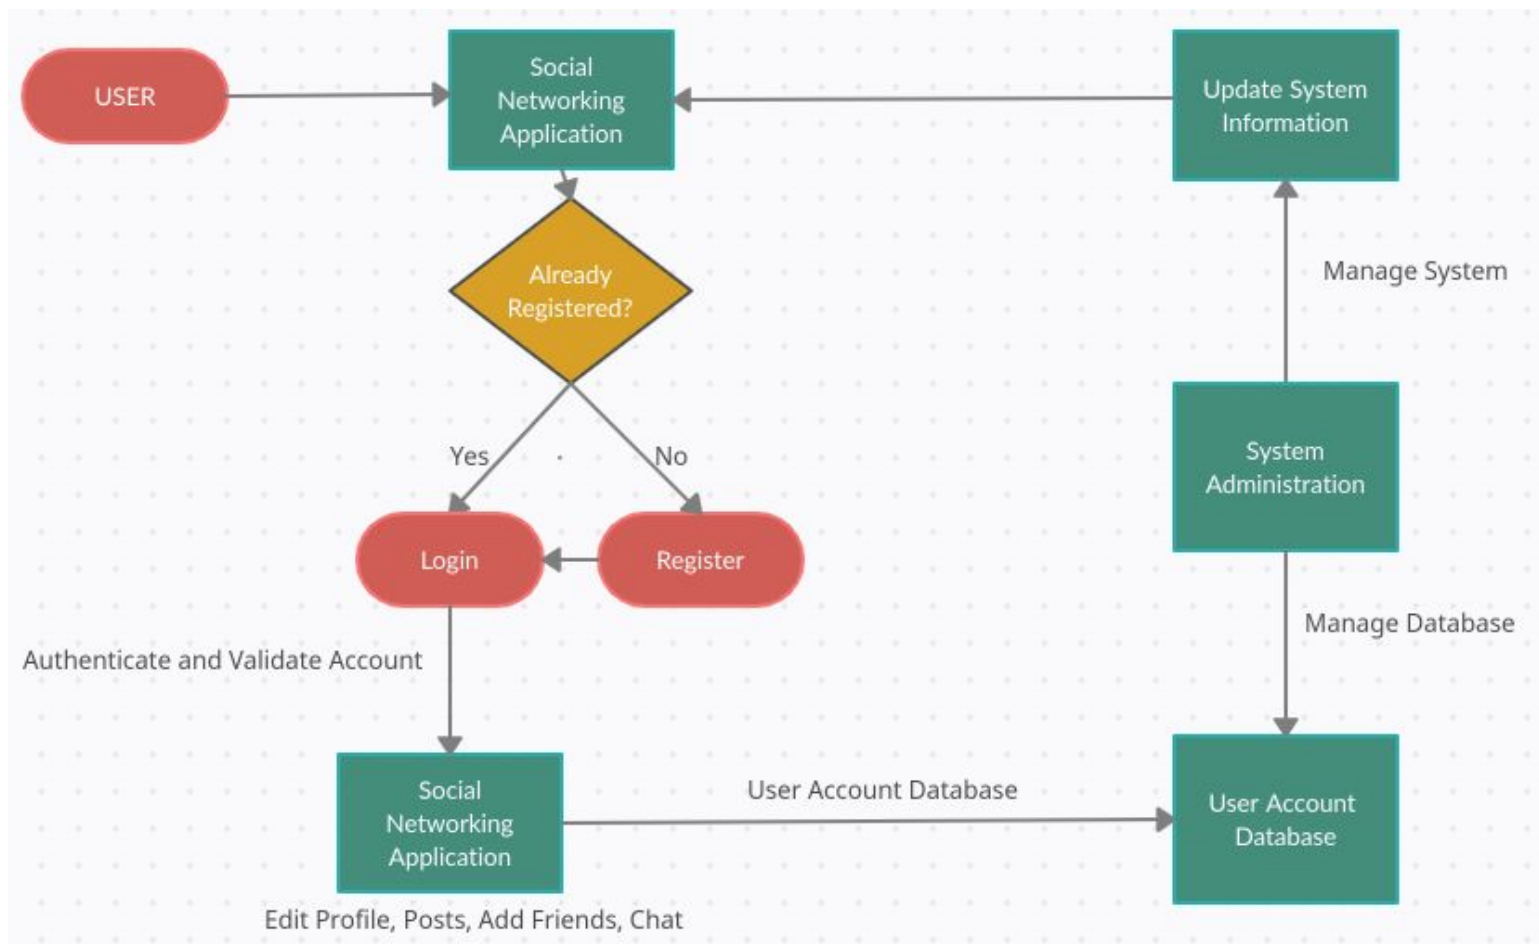 USER
Social
Networking
Application
Update System
Information
Already
Registered?
Manage System
Yes
No
System
Administration
Login
Register
Manage Database
Authenticate and Validate Account
Social
Networking
Application
User Account Database
User Account
Database
Edit Profile, Posts, Add Friends, Chat